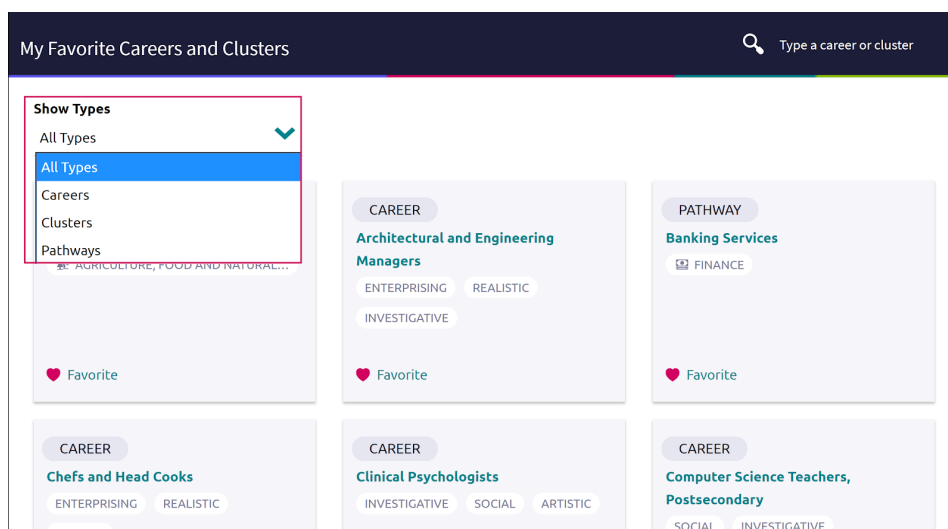 My Favorite Careers and Clusters
Type a career or cluster
Show Types
All Types
All Types
Careers
Clusters
Pathways
AGRICULTURE, FOOD AND NATURAL...
Favorite
CAREER
Architectural and Engineering
Managers
ENTERPRISING REALISTIC
INVESTIGATIVE
Favorite
PATHWAY
Banking Services
FINANCE
Favorite
CAREER
Chefs and Head Cooks
ENTERPRISING REALISTIC
CAREER
Clinical Psychologists
INVESTIGATIVE SOCIAL ARTISTIC
CAREER
Computer Science Teachers,
Postsecondary
SOCIAL INVESTIGATIVE